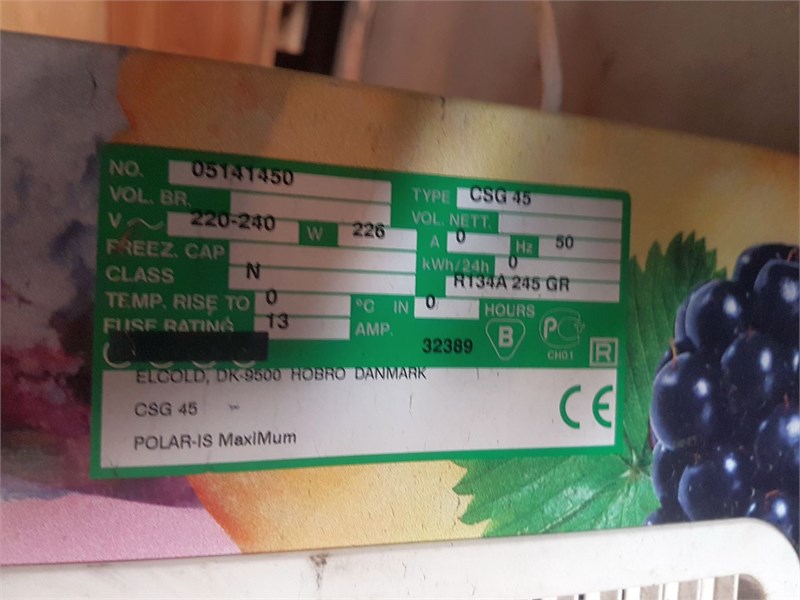 NO. 05141450
VOL. BR. TYPE CSG 45
V 220-240 W 226 VOL. NETT.
FREEZ. CAP A 0 Hz 50
CLASS N kWh/24h 0
R134A 245 GR
TEMP. RISE TO 0 °C IN 0 HOURS
FUSE RATING 13 AMP. 32389 B PC CH01 R
ELCOLD, DK-9500 HOBRO DANMARK
CSG 45 - CE
POLAR-IS MaxiMum